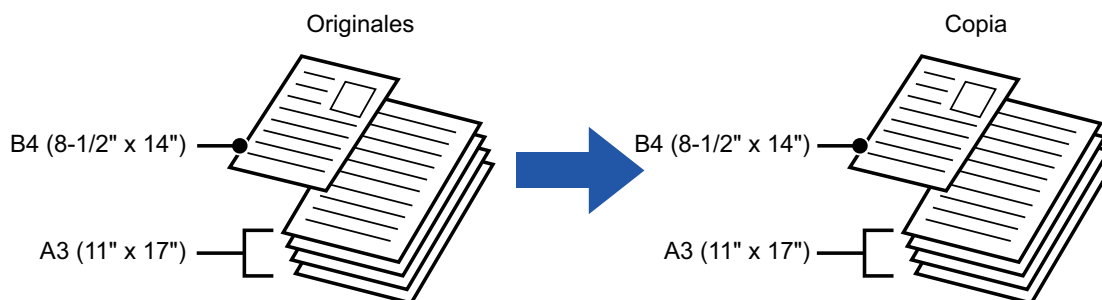 Originales
Copia
B4 (8-1/2" x 14")
B4 (8-1/2" x 14")
A3 (11" x 17")
A3 (11" x 17")